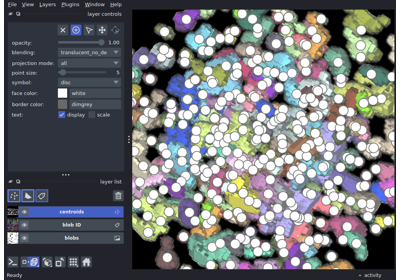 File View Layers Plugins Window Help
layer controls
opacity: 1.00
blending: translucent_no_de
projection mode: all
point size: 5
symbol: disc
face color: white
border color: dimgrey
text: display scale
layer list
centroids
blob ID
blobs
Ready activity